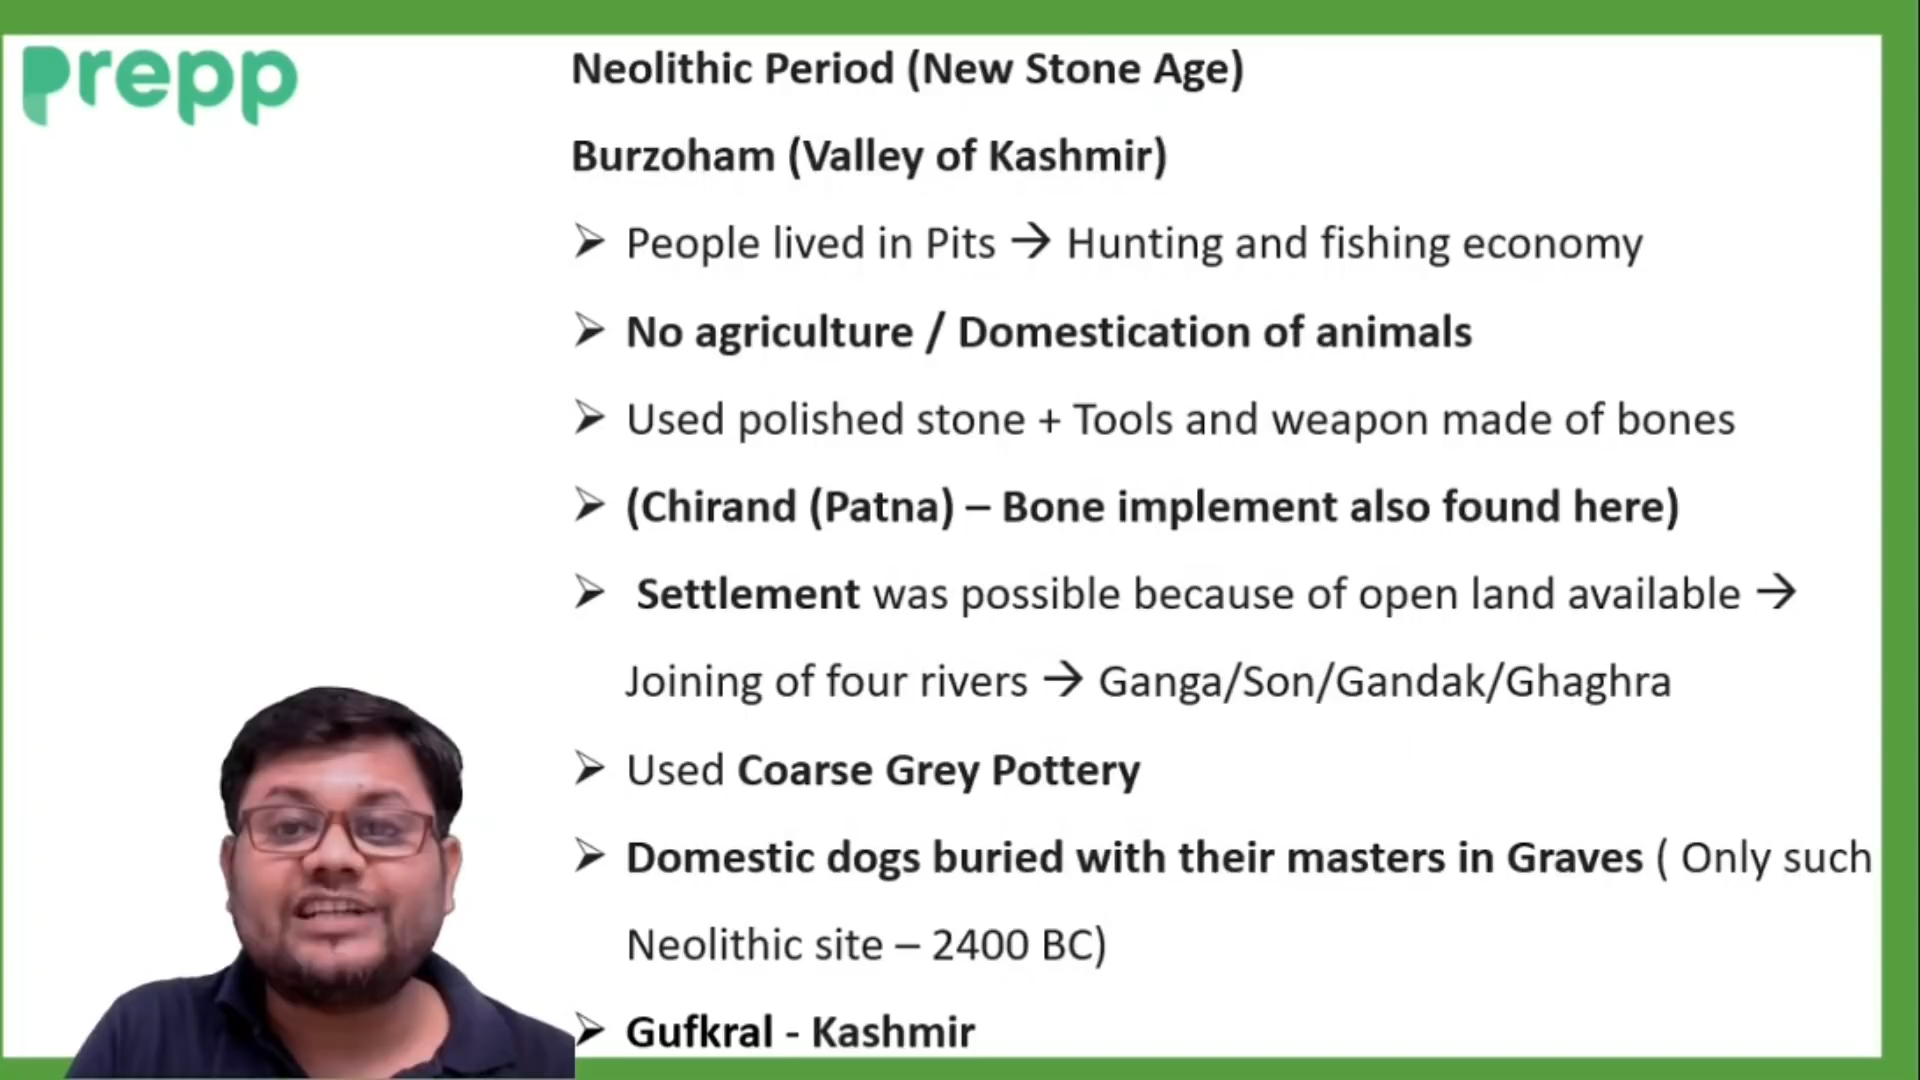 prepp
Neolithic Period (New Stone Age)
Burzoham (Valley of Kashmir)
➢ People lived in Pits → Hunting and fishing economy
➢ No agriculture / Domestication of animals
➢ Used polished stone + Tools and weapon made of bones
➢ (Chirand (Patna) – Bone implement also found here)
➢ Settlement was possible because of open land available →
Joining of four rivers → Ganga/Son/Gandak/Ghaghra
➢ Used Coarse Grey Pottery
➢ Domestic dogs buried with their masters in Graves ( Only such
Neolithic site – 2400 BC)
➢ Gufkral - Kashmir